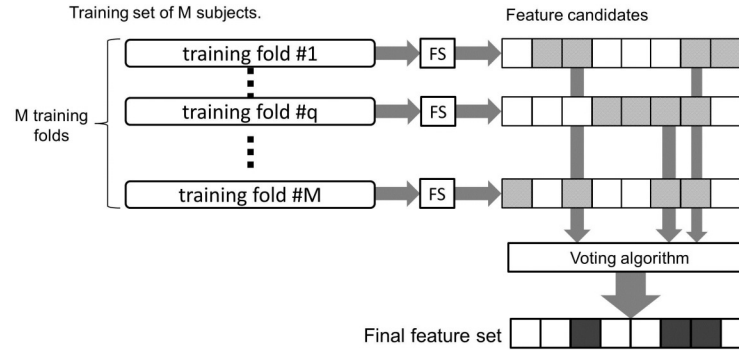 Training set of M subjects.
Feature candidates
training fold #1
FS
M training
folds
training fold #q
FS
training fold #M
FS
Voting algorithm
Final feature set